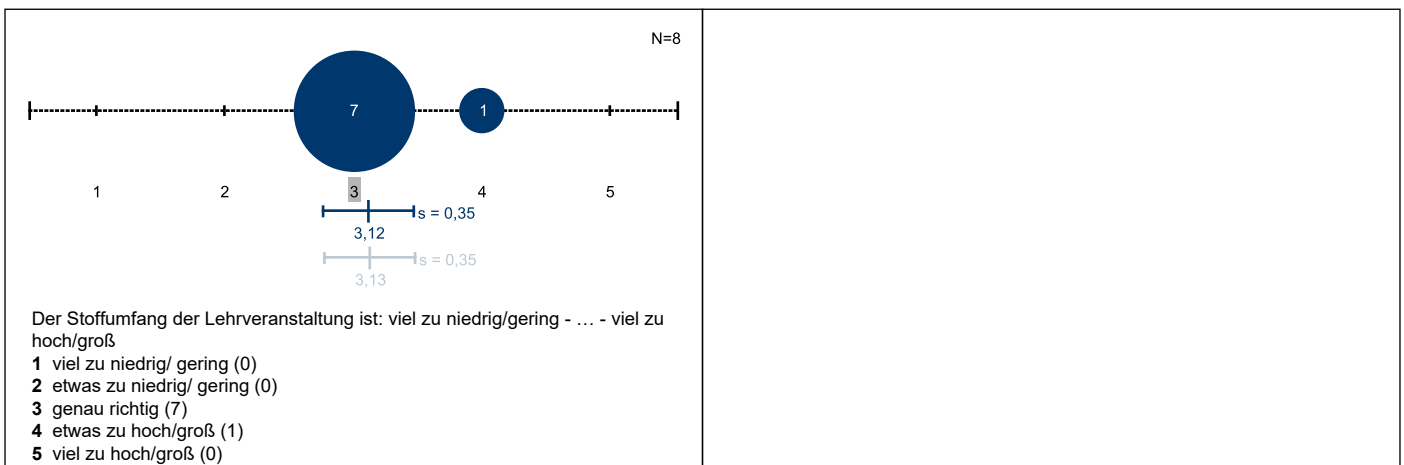 N=8
7 1
1 2 3 4 5
s = 0,35
3,12
s = 0,35
3,13
Der Stoffumfang der Lehrveranstaltung ist: viel zu niedrig/gering - … - viel zu
hoch/groß
1 viel zu niedrig/ gering (0)
2 etwas zu niedrig/ gering (0)
3 genau richtig (7)
4 etwas zu hoch/groß (1)
5 viel zu hoch/groß (0)